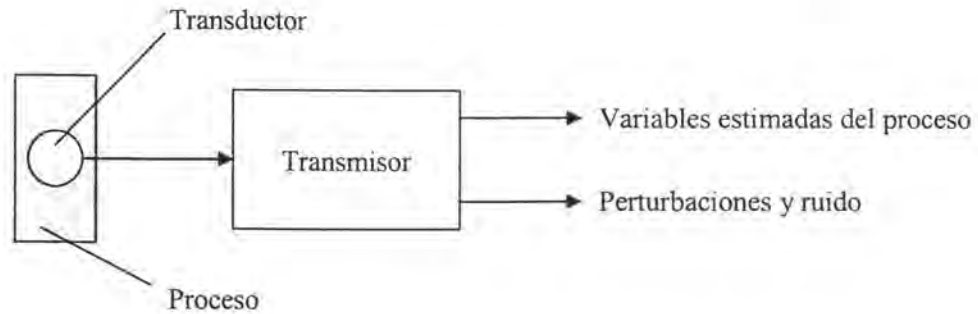 Transductor
Variables estimadas del proceso
Transmisor
Perturbaciones y ruido
Proceso